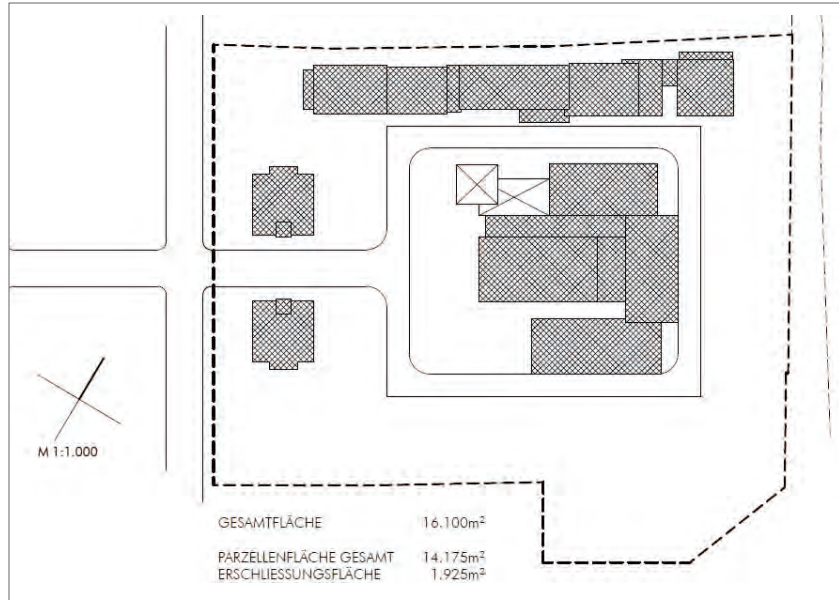 M 1:1.000
GESAMTFLÄCHE 16.100m²
PARZELLENFLÄCHE GESAMT 14.175m²
ERSCHLIESSUNGSFLÄCHE 1.925m²